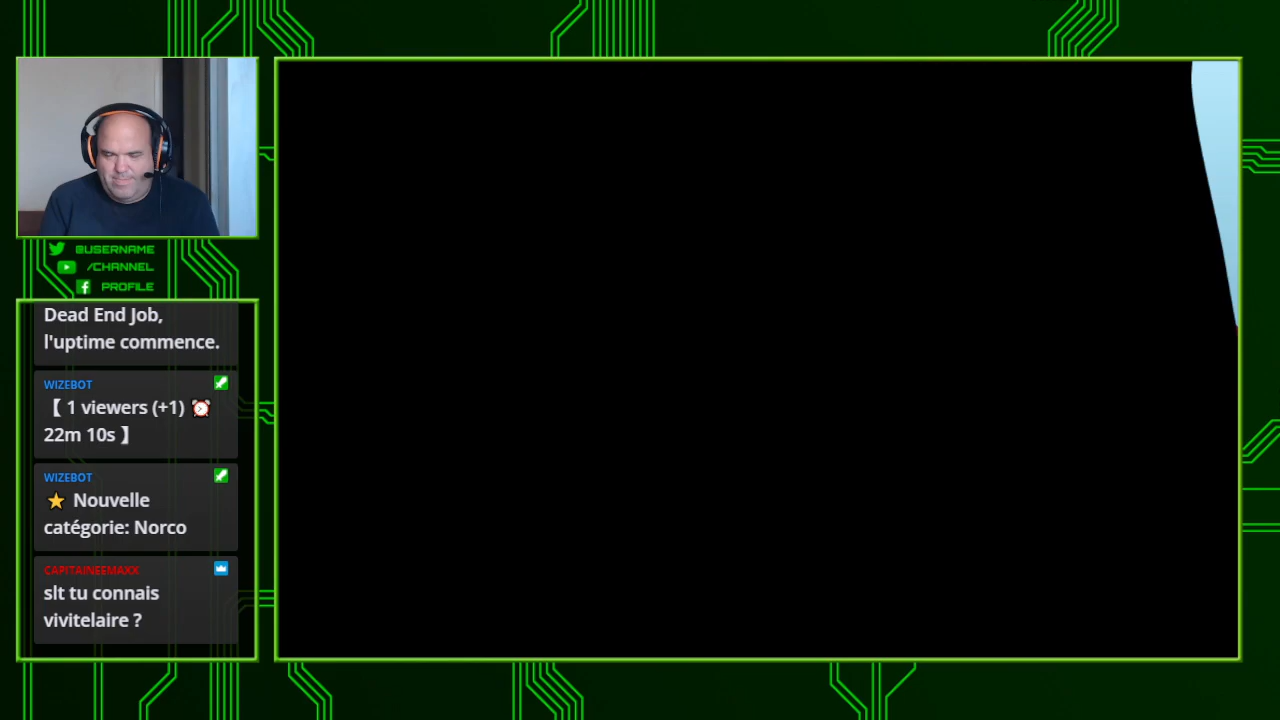 @USERNAME
/CHANNEL
PROFILE
Dead End Job,
l'uptime commence.
WIZEBOT
【 1 viewers (+1) ⏰
22m 10s 】
WIZEBOT
⭐ Nouvelle
catégorie: Norco
CAPITAINEEMAXX
slt tu connais
vivitelaire ?